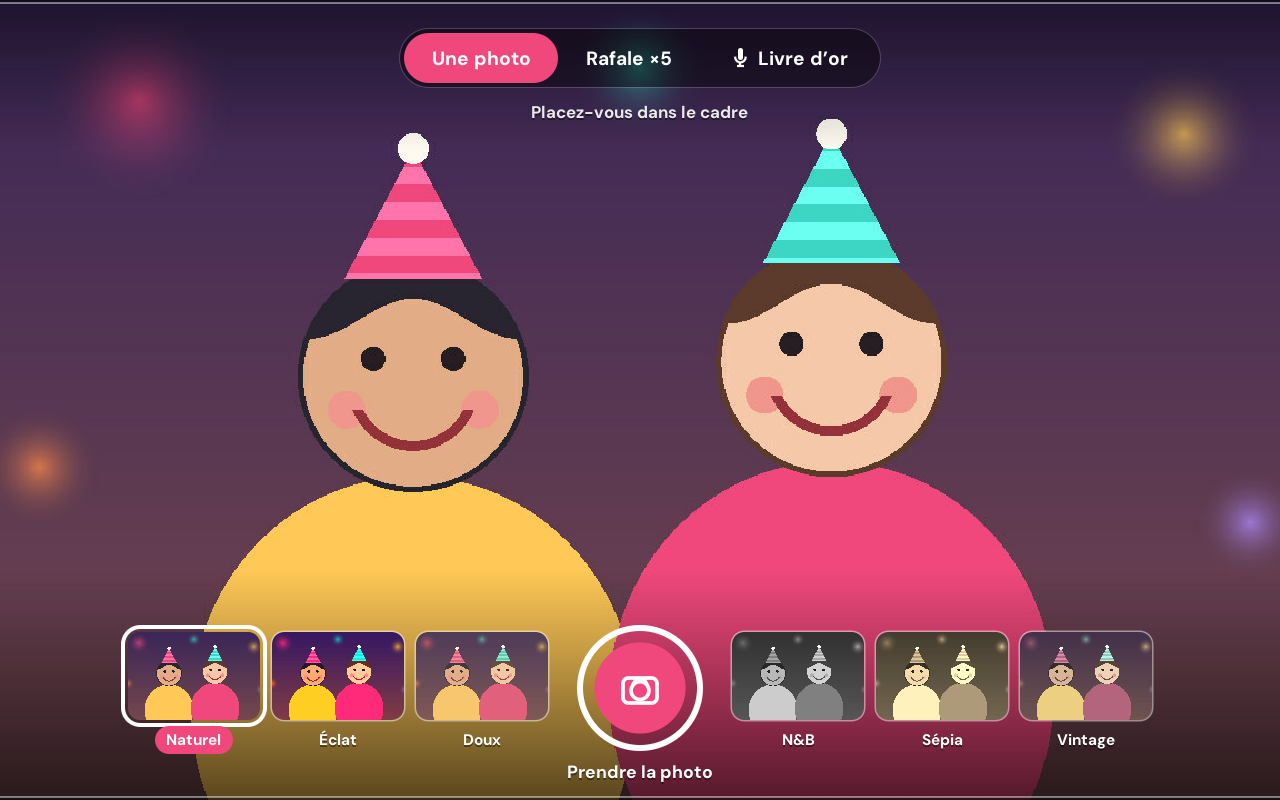 Une photo
Rafale ×5
Livre d’or
Placez-vous dans le cadre
Naturel
Éclat
Doux
N&B
Sépia
Vintage
Prendre la photo